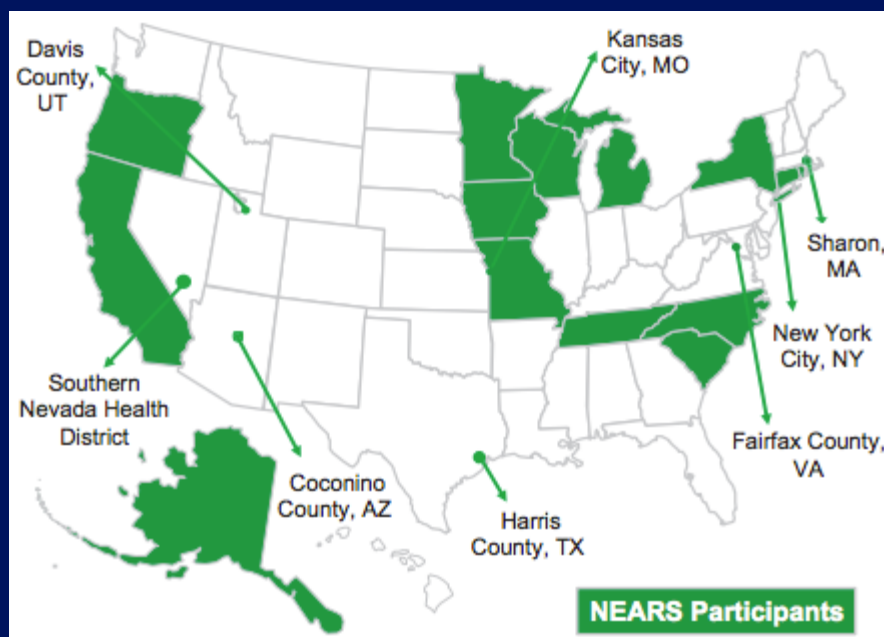 Davis
County,
UT
Kansas
City, MO
Sharon,
MA
New York
City, NY
Southern
Nevada Health
District
Fairfax County,
VA
Coconino
County, AZ
Harris
County, TX
NEARS Participants